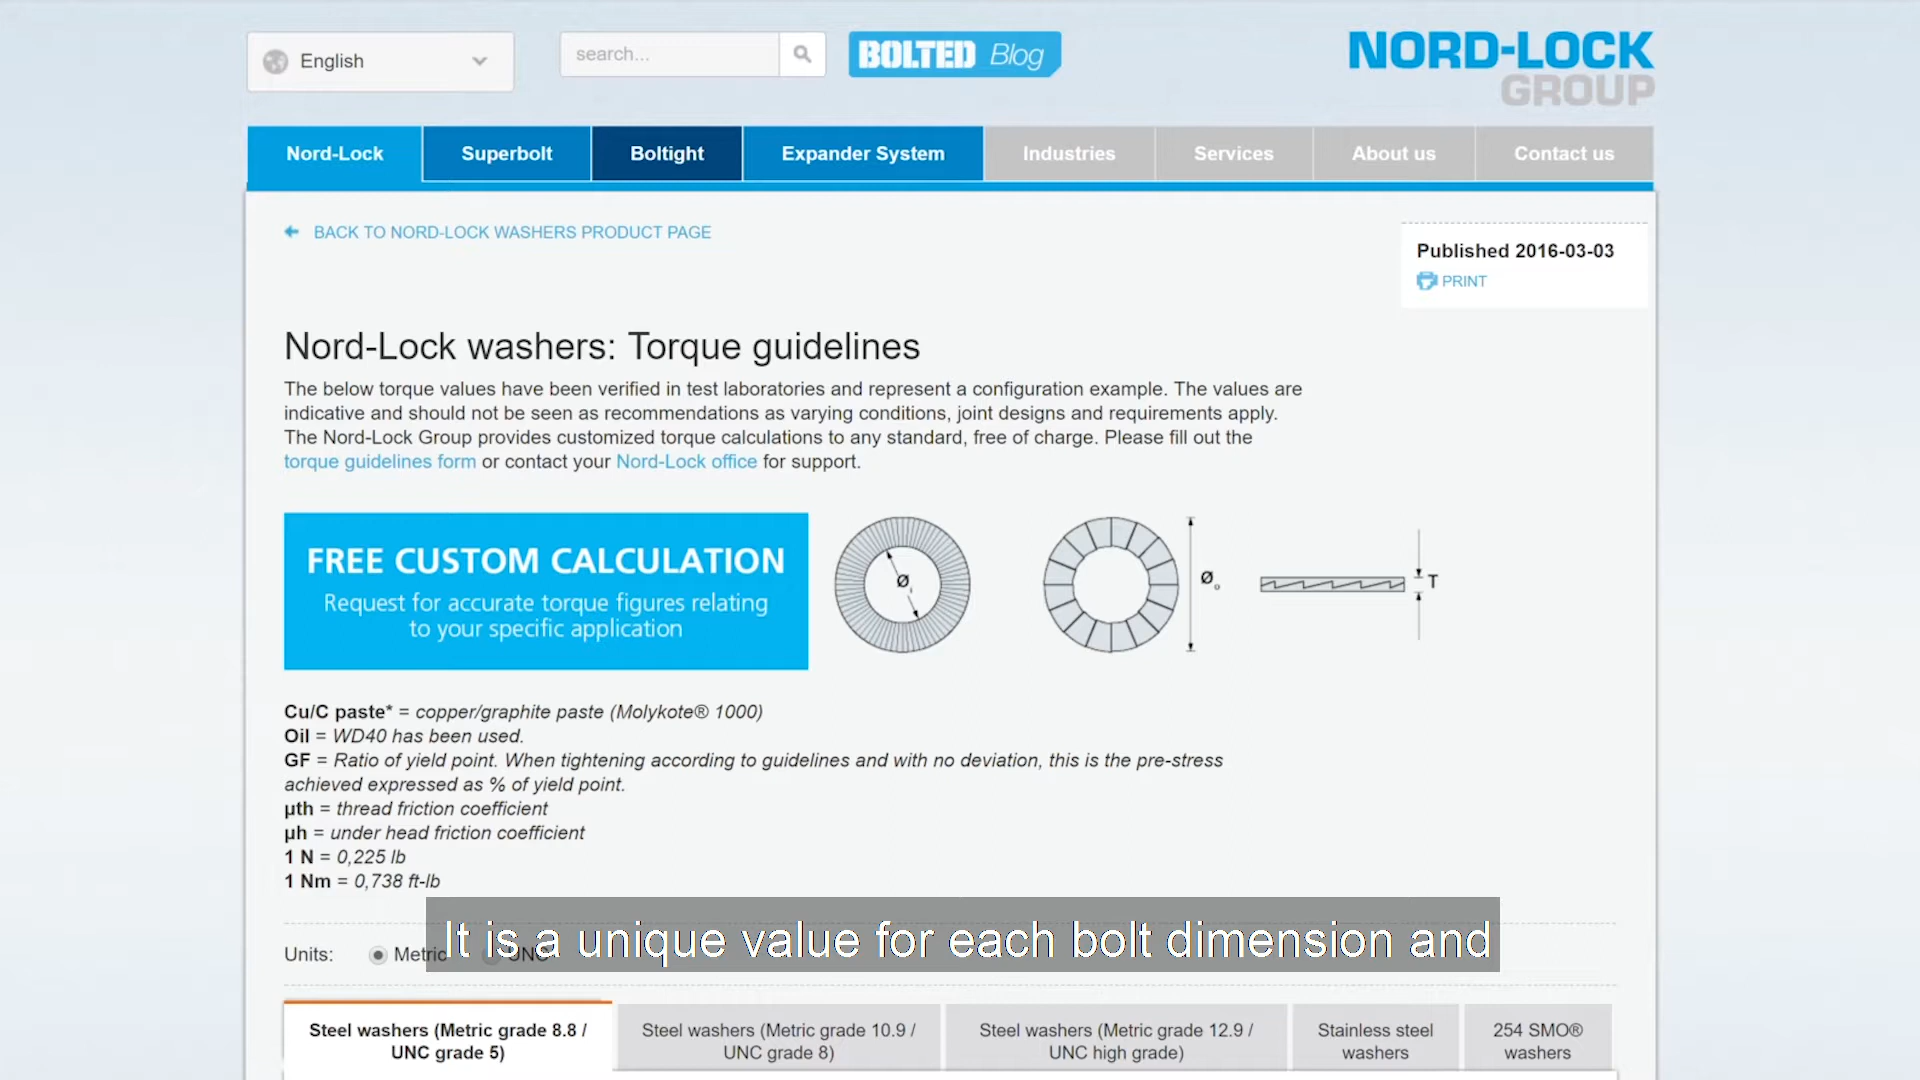 English
search...
BOLTED Blog
NORD-LOCK
GROUP
Nord-Lock
Superbolt
Boltight
Expander System
Industries
Services
About us
Contact us
BACK TO NORD-LOCK WASHERS PRODUCT PAGE
Published 2016-03-03
PRINT
Nord-Lock washers: Torque guidelines
The below torque values have been verified in test laboratories and represent a configuration example. The values are
indicative and should not be seen as recommendations as varying conditions, joint designs and requirements apply.
The Nord-Lock Group provides customized torque calculations to any standard, free of charge. Please fill out the
torque guidelines form or contact your Nord-Lock office for support.
FREE CUSTOM CALCULATION
Request for accurate torque figures relating
to your specific application
Øi
Øo
T
Cu/C paste* = copper/graphite paste (Molykote® 1000)
Oil = WD40 has been used.
GF = Ratio of yield point. When tightening according to guidelines and with no deviation, this is the pre-stress
achieved expressed as % of yield point.
µth = thread friction coefficient
µh = under head friction coefficient
1 N = 0,225 lb
1 Nm = 0,738 ft-lb
Units: Metric UNC
It is a unique value for each bolt dimension and
Steel washers (Metric grade 8.8 /
UNC grade 5)
Steel washers (Metric grade 10.9 /
UNC grade 8)
Steel washers (Metric grade 12.9 /
UNC high grade)
Stainless steel
washers
254 SMO®
washers